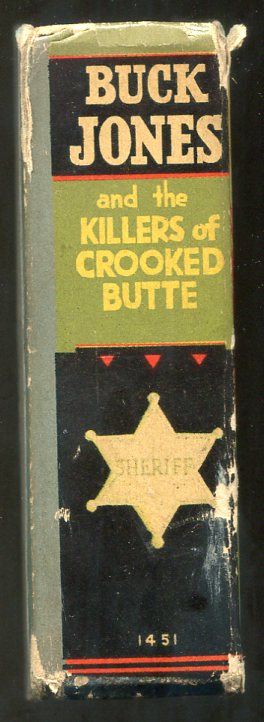 BUCK
JONES
and the
KILLERS of
CROOKED
BUTTE
SHERIFF
1451